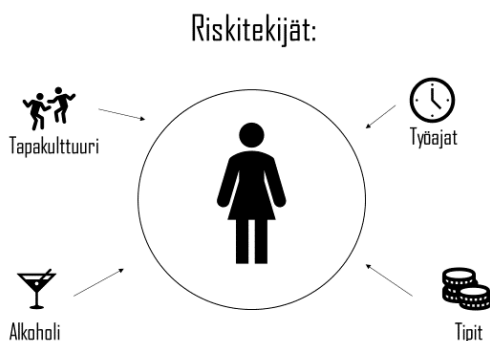 Riskitekijät:
Tapakulttuuri
Työajat
Alkoholi
Tipit